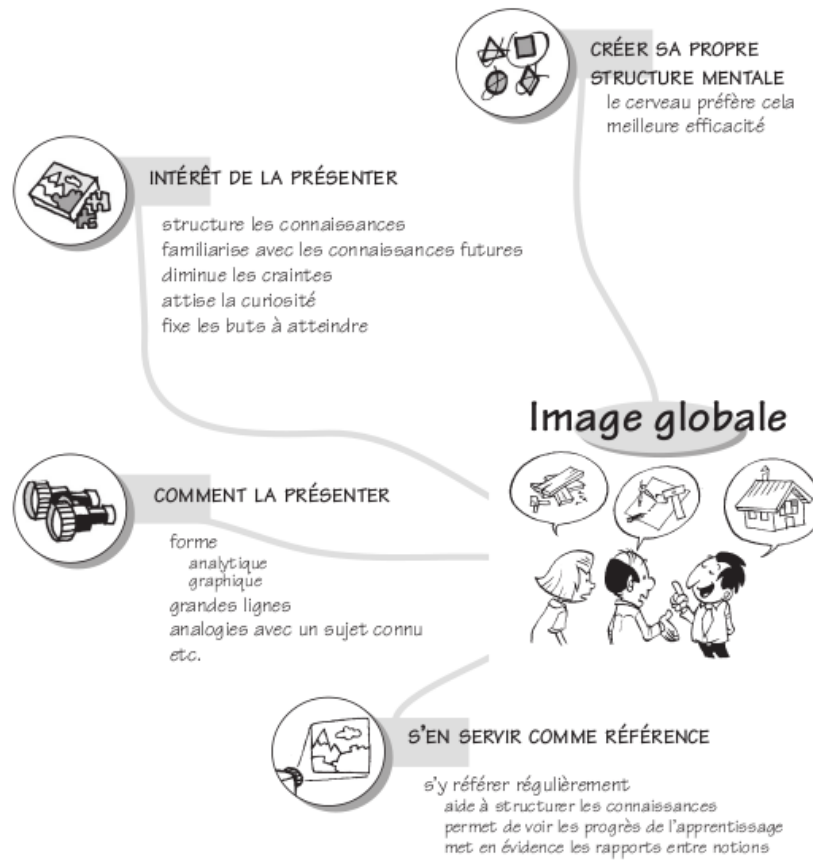 CRÉER SA PROPRE
STRUCTURE MENTALE
le cerveau préfère cela
meilleure efficacité
INTÉRÊT DE LA PRÉSENTER
structure les connaissances
familiarise avec les connaissances futures
diminue les craintes
attise la curiosité
fixe les buts à atteindre
Image globale
COMMENT LA PRÉSENTER
forme
analytique
graphique
grandes lignes
analogies avec un sujet connu
etc.
S'EN SERVIR COMME RÉFÉRENCE
s'y référer régulièrement
aide à structurer les connaissances
permet de voir les progrès de l'apprentissage
met en évidence les rapports entre notions